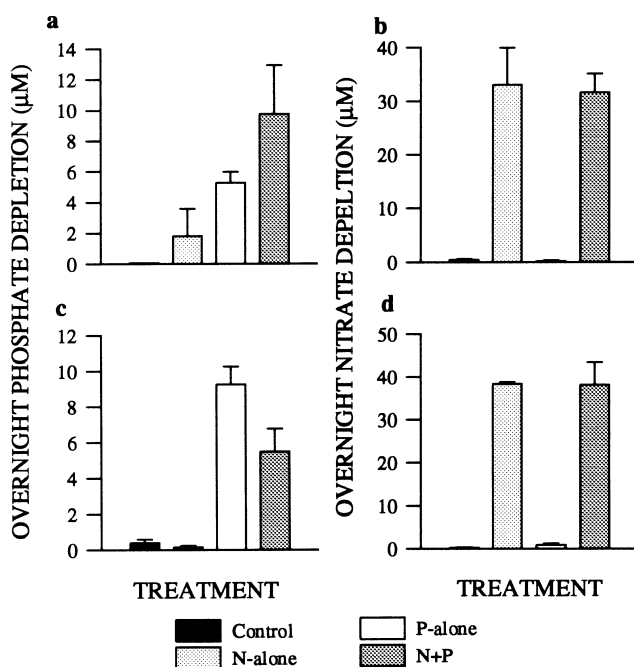 a
b
OVERNIGHT PHOSPHATE DEPLETION (µM)
14
12
10
8
6
4
2
0
OVERNIGHT NITRATE DEPELTION (µM)
40
30
20
10
0
c
d
12
10
8
6
4
2
0
50
40
30
20
10
0
TREATMENT
TREATMENT
Control
P-alone
N-alone
N+P